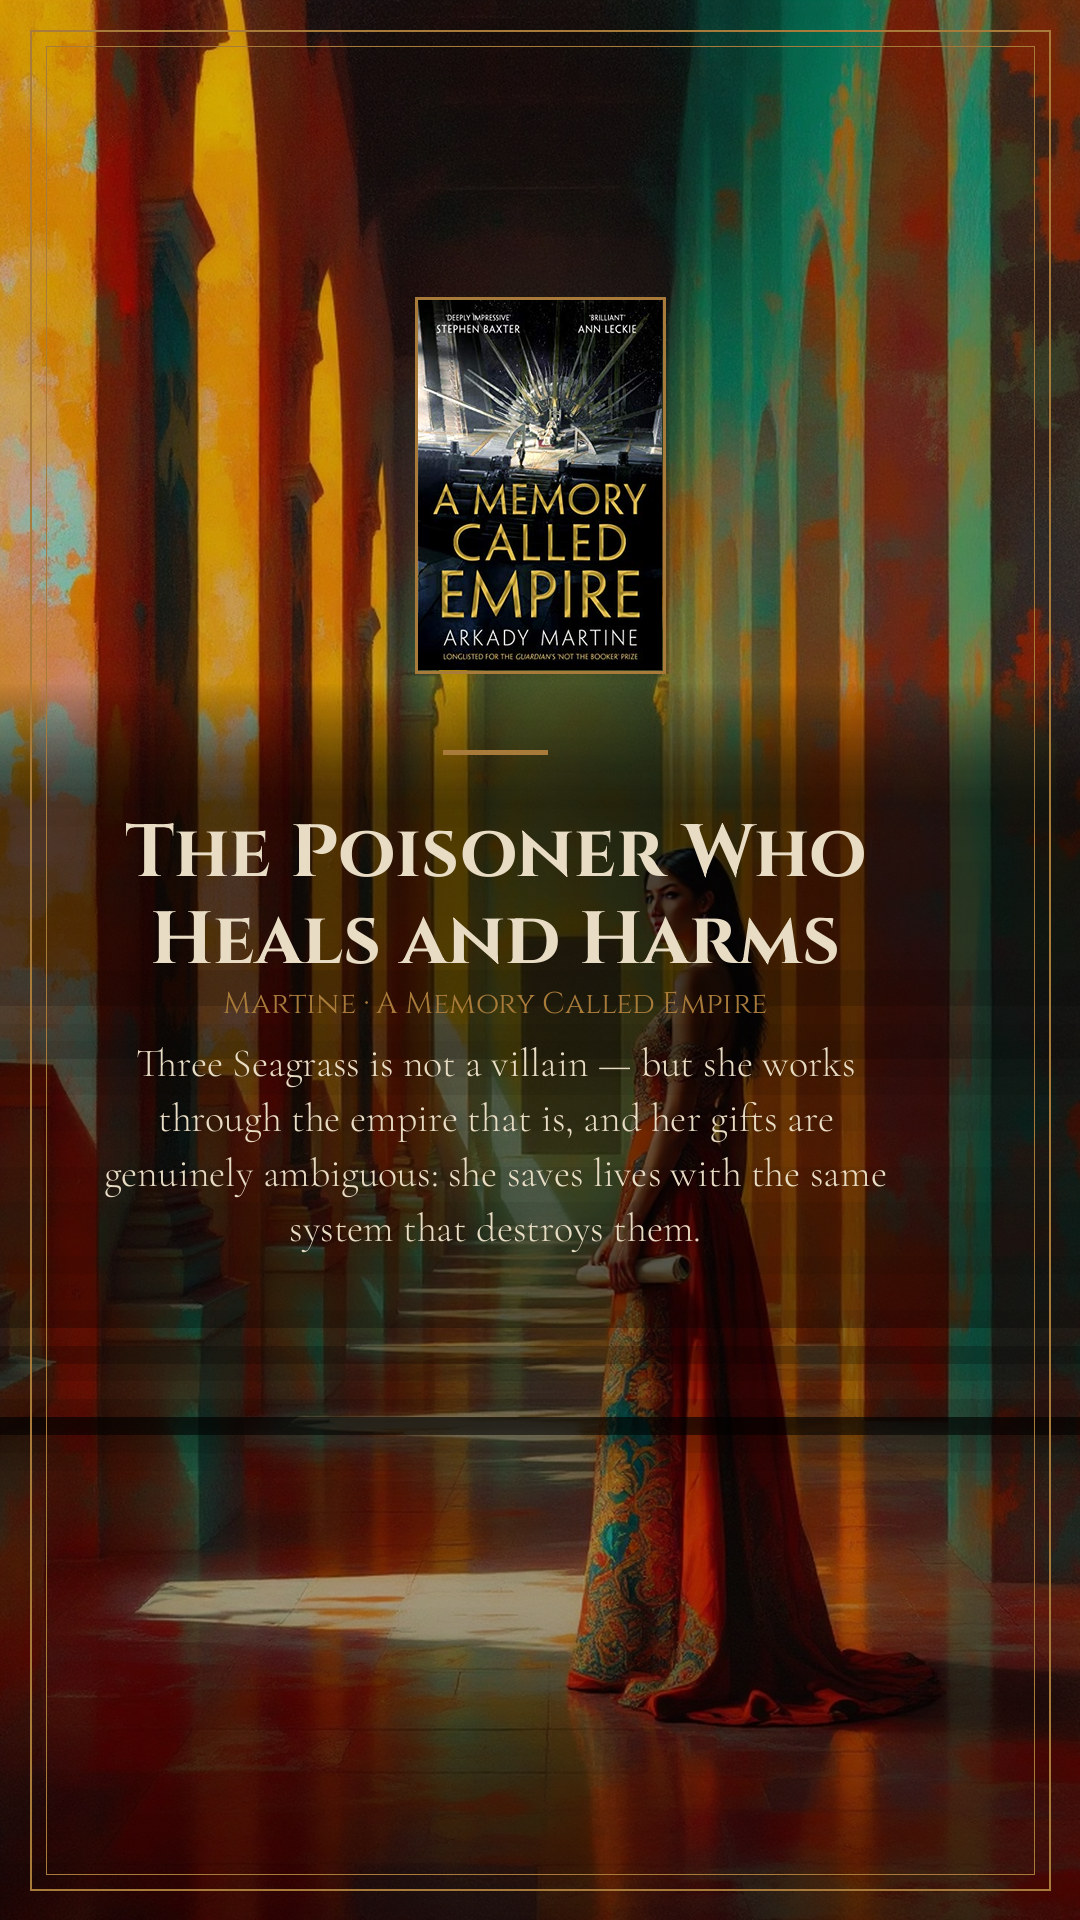 'DEEPLY IMPRESSIVE'
STEPHEN BAXTER
'BRILLIANT'
ANN LECKIE
A MEMORY
CALLED
EMPIRE
ARKADY MARTINE
LONGLISTED FOR THE GUARDIAN'S 'NOT THE BOOKER' PRIZE
THE POISONER WHO
HEALS AND HARMS
MARTINE · A MEMORY CALLED EMPIRE
Three Seagrass is not a villain — but she works
through the empire that is, and her gifts are
genuinely ambiguous: she saves lives with the same
system that destroys them.